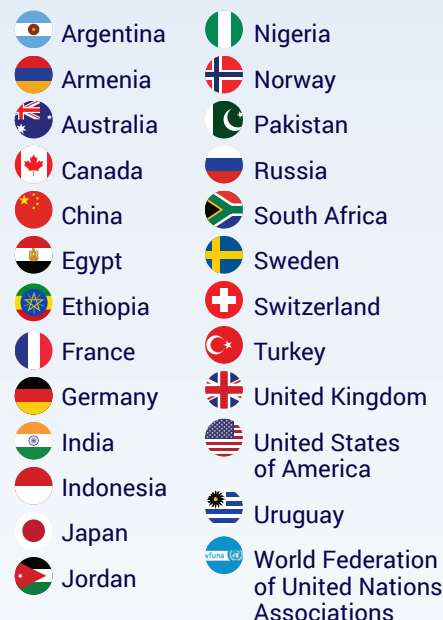 Argentina
Armenia
Australia
Canada
China
Egypt
Ethiopia
France
Germany
India
Indonesia
Japan
Jordan
Nigeria
Norway
Pakistan
Russia
South Africa
Sweden
Switzerland
Turkey
United Kingdom
United States
of America
Uruguay
wfuna
World Federation
of United Nations
Associations